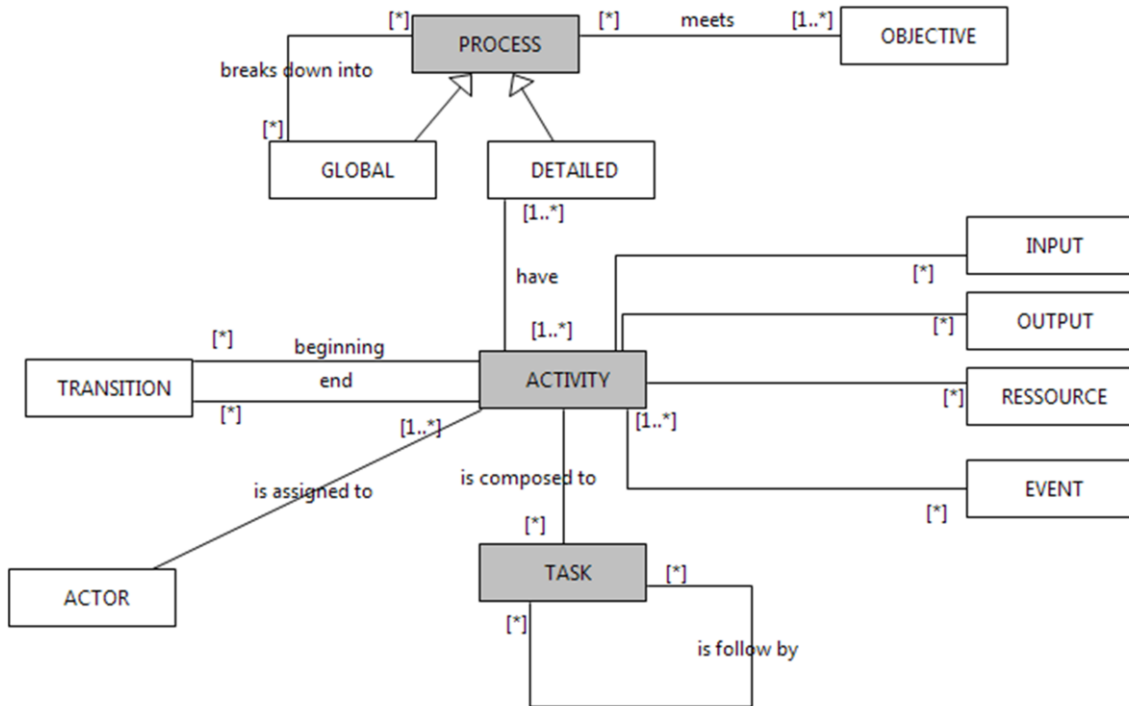 [*]
PROCESS
[*]
meets
[1..*]
OBJECTIVE
breaks down into
[*]
GLOBAL
DETAILED
[1..*]
INPUT
[*]
have
OUTPUT
[*]
[*]
[1..*]
beginning
TRANSITION
end
ACTIVITY
RESSOURCE
[*]
[*]
[1..*]
[1..*]
is assigned to
is composed to
EVENT
[*]
[*]
TASK
[*]
ACTOR
[*]
is follow by